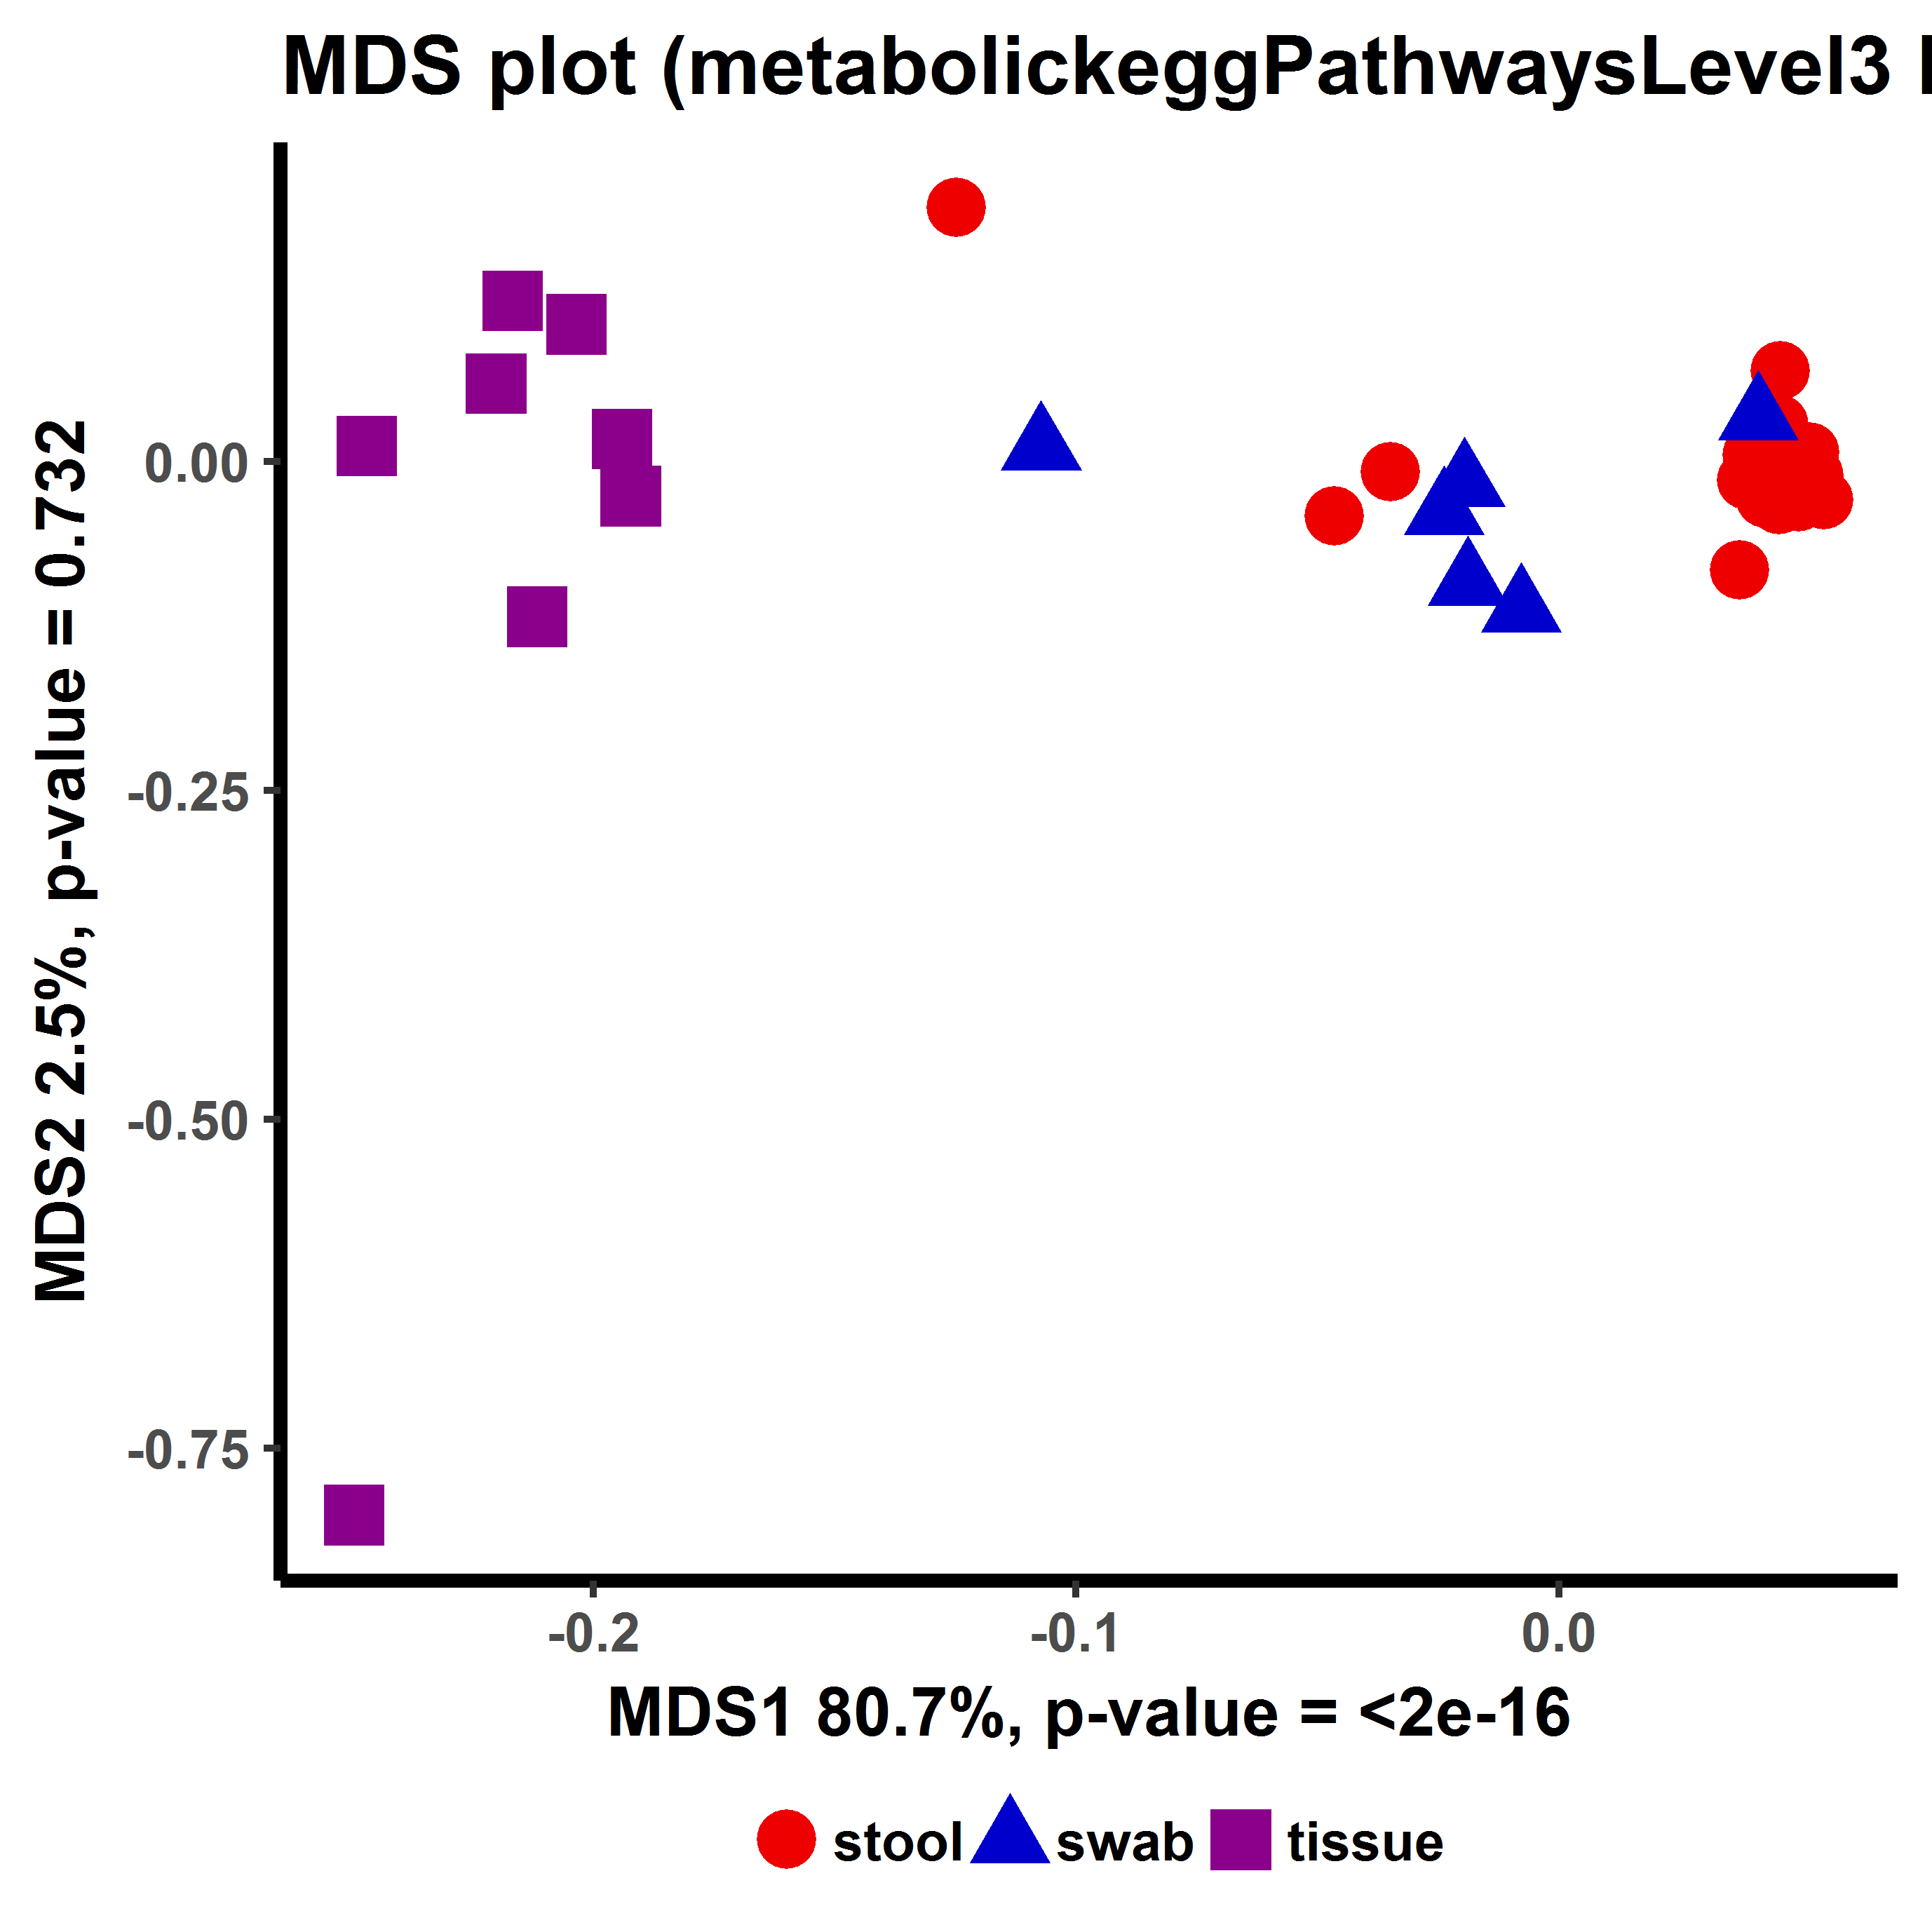 MDS plot (metabolickeggPathwaysLevel3
MDS2 2.5%, p-value = 0.732
0.00
-0.25
-0.50
-0.75
-0.2 -0.1 0.0
MDS1 80.7%, p-value = <2e-16
stool swab tissue